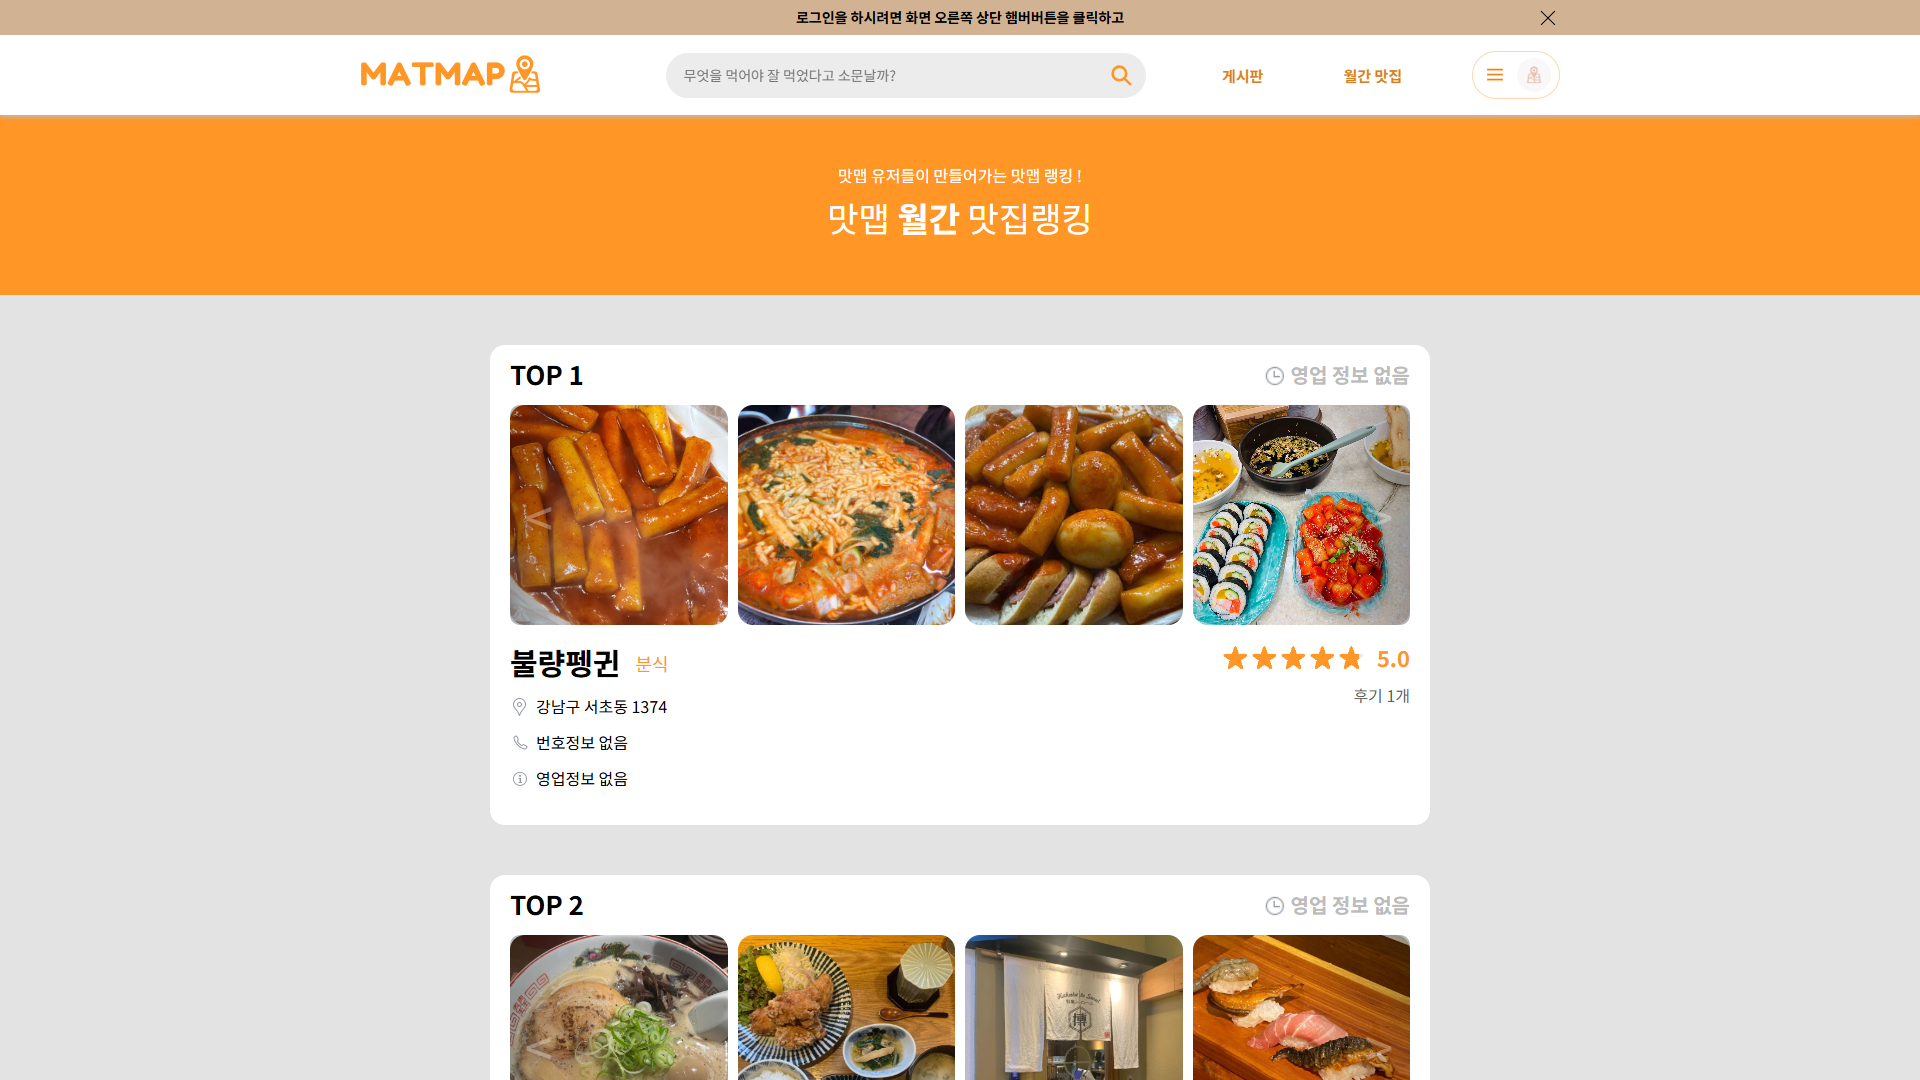 로그인을 하시려면 화면 오른쪽 상단 햄버버튼을 클릭하고
MATMAP
무엇을 먹어야 잘 먹었다고 소문날까?
게시판
월간 맛집
맛맵 유저들이 만들어가는 맛맵 랭킹 !
맛맵 월간 맛집랭킹
TOP 1
영업 정보 없음
불량펭귄 분식
5.0
후기 1개
강남구 서초동 1374
번호정보 없음
영업정보 없음
TOP 2
영업 정보 없음